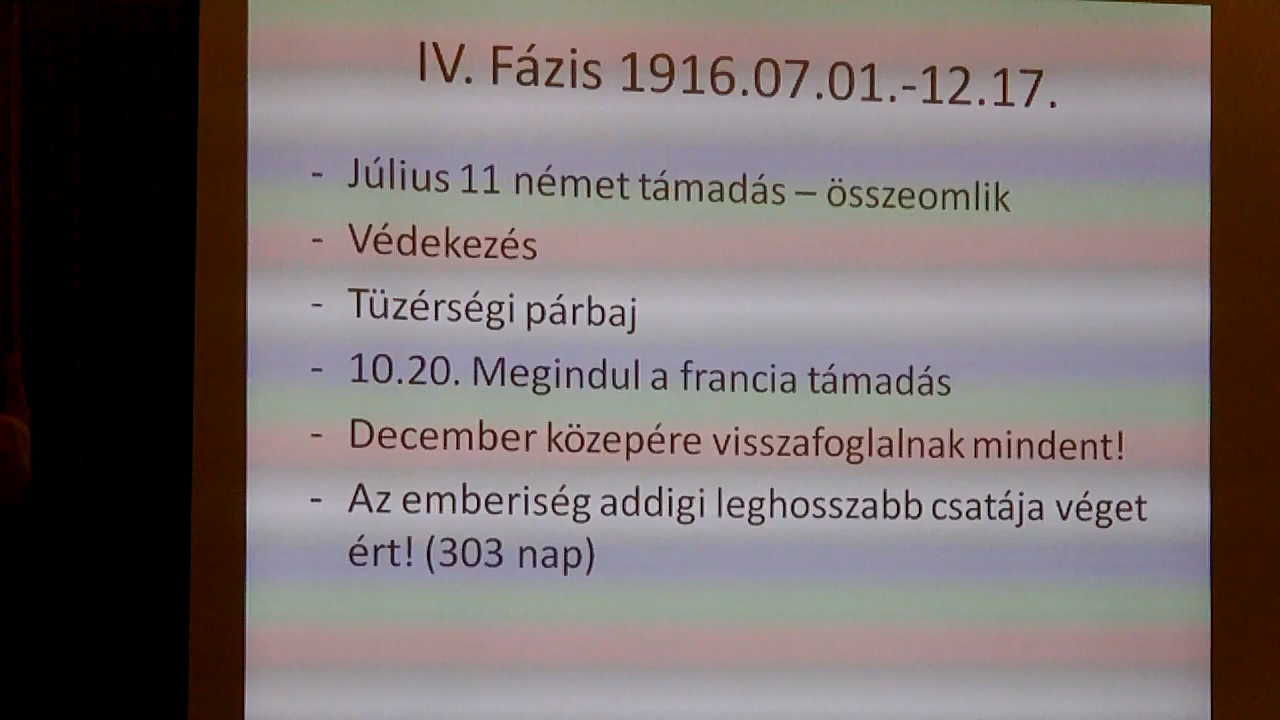 IV. Fázis 1916.07.01.-12.17.
- Július 11 német támadás – összeomlik
- Védekezés
- Tüzérségi párbaj
- 10.20. Megindul a francia támadás
- December közepére visszafoglalnak mindent!
- Az emberiség addigi leghosszabb csatája véget
ért! (303 nap)